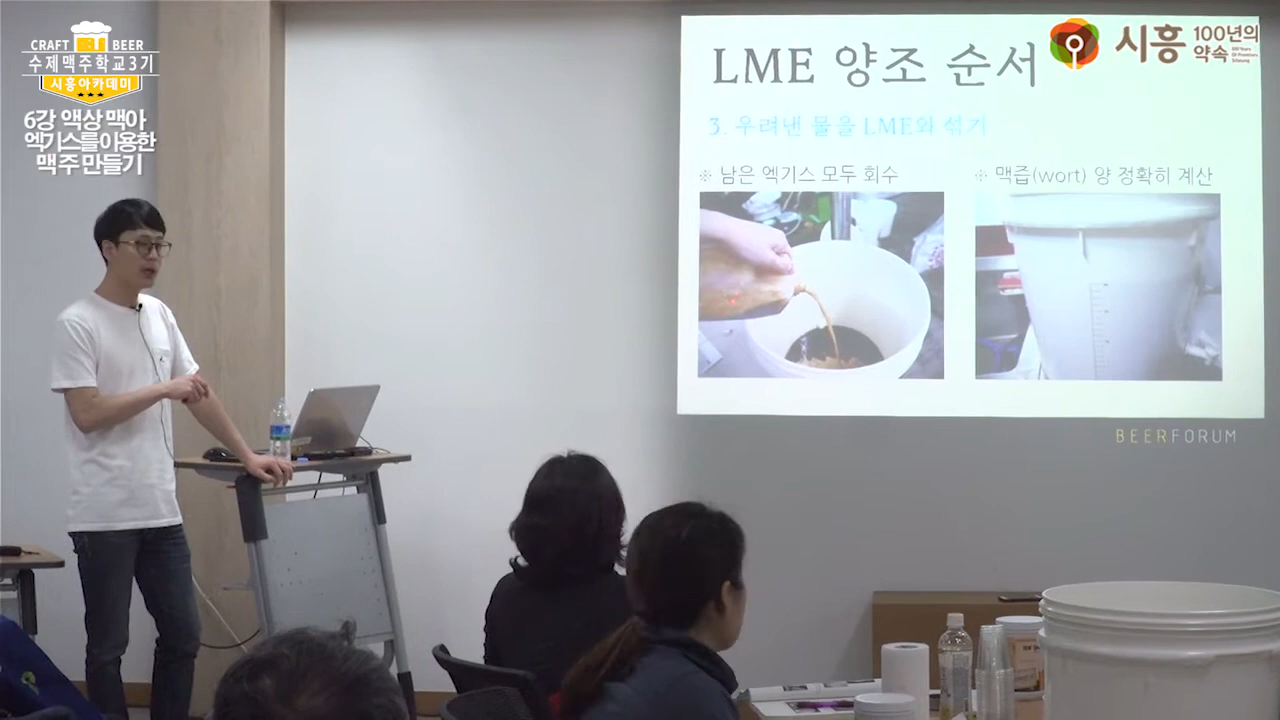 CRAFT BEER
수제맥주학교3기
시흥아카데미
6강 액상 맥아
엑기스를이용한
맥주 만들기
LME 양조 순서
시흥 100년의
약속
3. 우려낸 물을 LME와 섞기
※ 남은 엑기스 모두 회수
※ 맥즙(wort) 양 정확히 계산
BEERFORUM